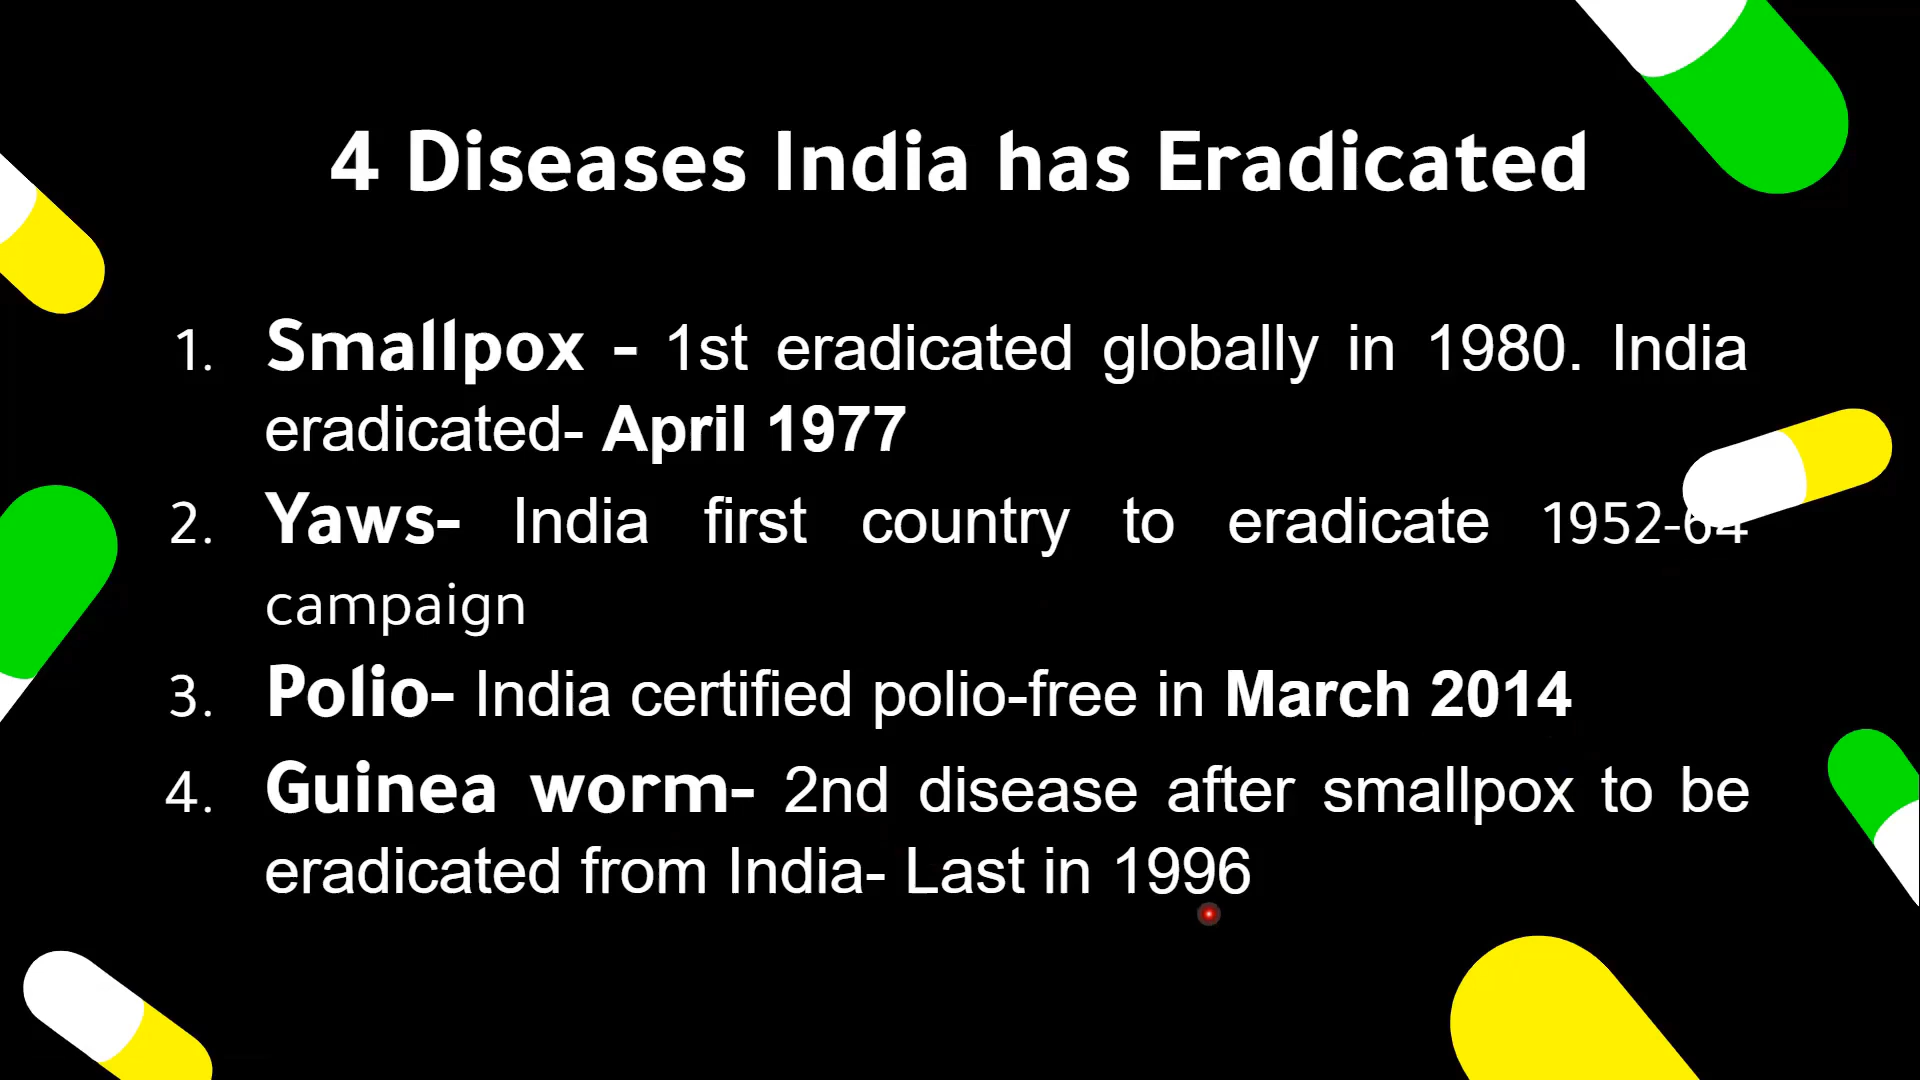 4 Diseases India has Eradicated
1. Smallpox - 1st eradicated globally in 1980. India
eradicated- April 1977
2. Yaws- India first country to eradicate 1952-64
campaign
3. Polio- India certified polio-free in March 2014
4. Guinea worm- 2nd disease after smallpox to be
eradicated from India- Last in 1996